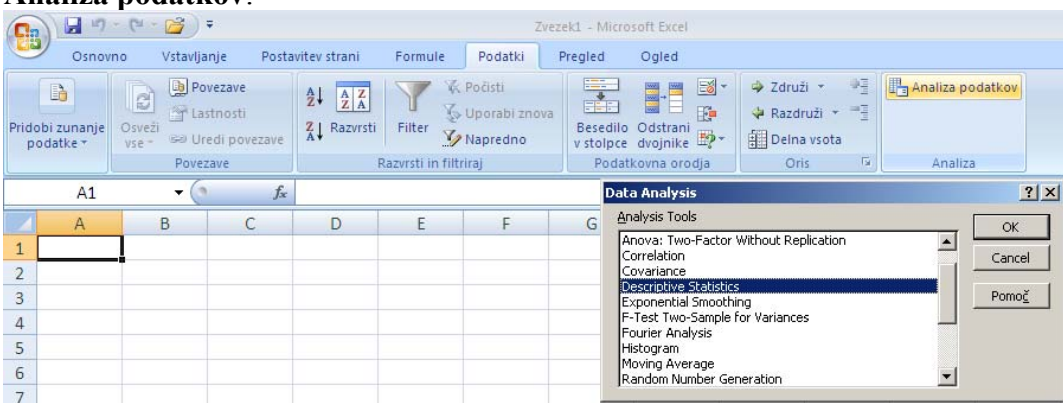 Analiza podatkov.
Zvezek1 - Microsoft Excel
Osnovno Vstavljanje Postavitev strani Formule Podatki Pregled Ogled
Pridobi zunanje podatke
Osveži vse
Povezave
Lastnosti
Uredi povezave
Povezave
Razvrsti
Filter
Počisti
Uporabi znova
Napredno
Razvrsti in filtriraj
Besedilo v stolpce
Odstrani dvojnike
Podatkovna orodja
Združi
Razdruži
Delna vsota
Oris
Analiza podatkov
Analiza
A1 fx
A B C D E F G
1
2
3
4
5
6
7
Data Analysis
Analysis Tools
Anova: Two-Factor Without Replication
Correlation
Covariance
Descriptive Statistics
Exponential Smoothing
F-Test Two-Sample for Variances
Fourier Analysis
Histogram
Moving Average
Random Number Generation
OK
Cancel
Pomoč